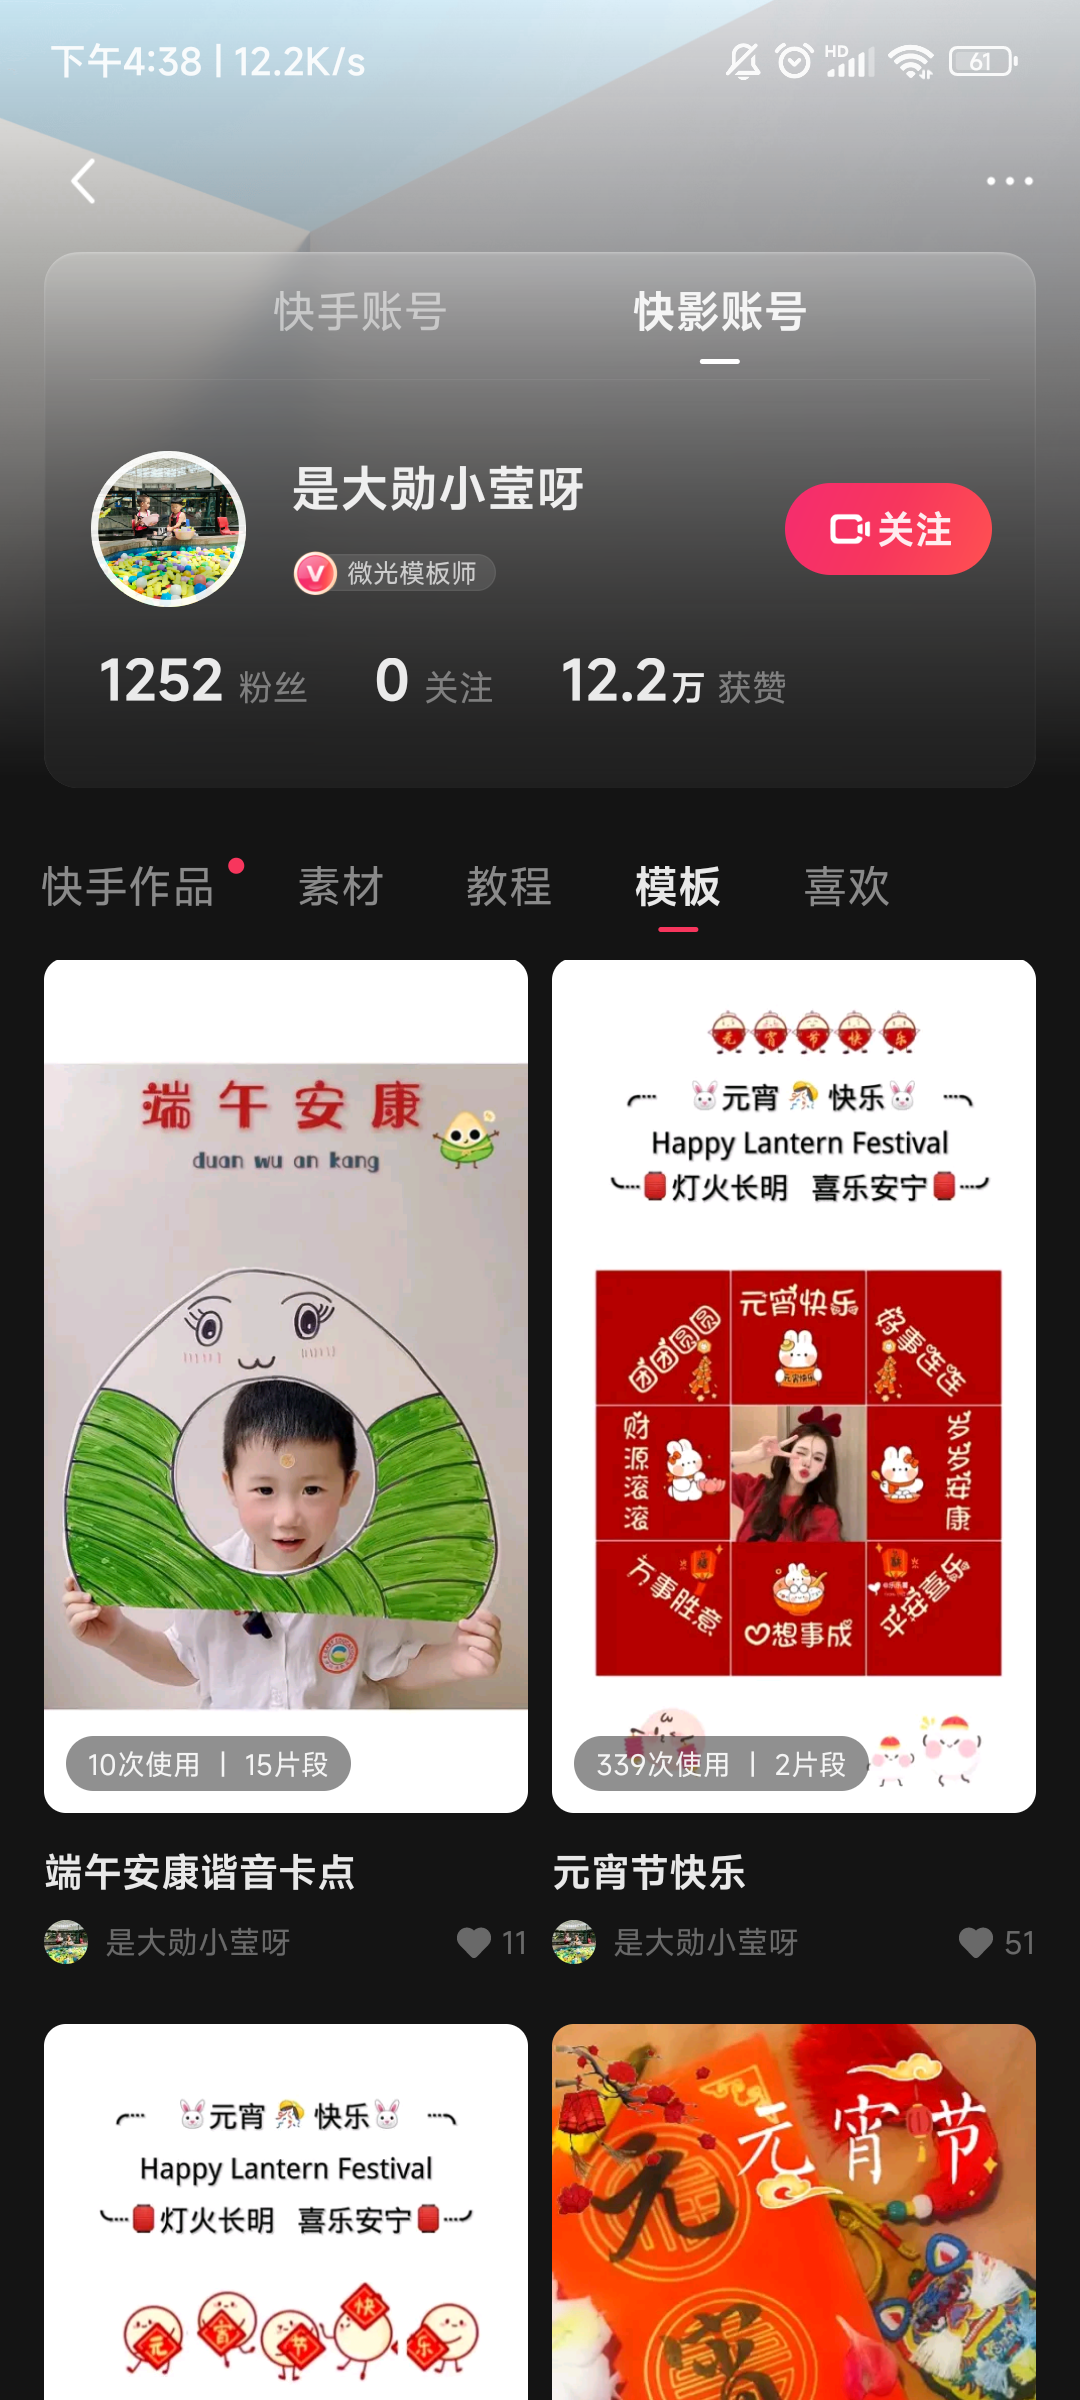 下午4:38 | 12.2K/s
HD
61
快手账号
快影账号
是大勋小莹呀
微光模板师
关注
1252 粉丝
0 关注
12.2万 获赞
快手作品
素材
教程
模板
喜欢
端午安康
duan wu an kang
10次使用 | 15片段
端午安康谐音卡点
是大勋小莹呀
11
元宵节快乐
元宵 快乐
Happy Lantern Festival
灯火长明 喜乐安宁
团团圆圆
元宵快乐
元宵快乐
好事连连
财源滚滚
岁岁安康
万事胜意
心想事成
平安喜乐
339次使用 | 2片段
元宵节快乐
是大勋小莹呀
51
元宵 快乐
Happy Lantern Festival
灯火长明 喜乐安宁
元宵节快乐
元宵节
元
宵